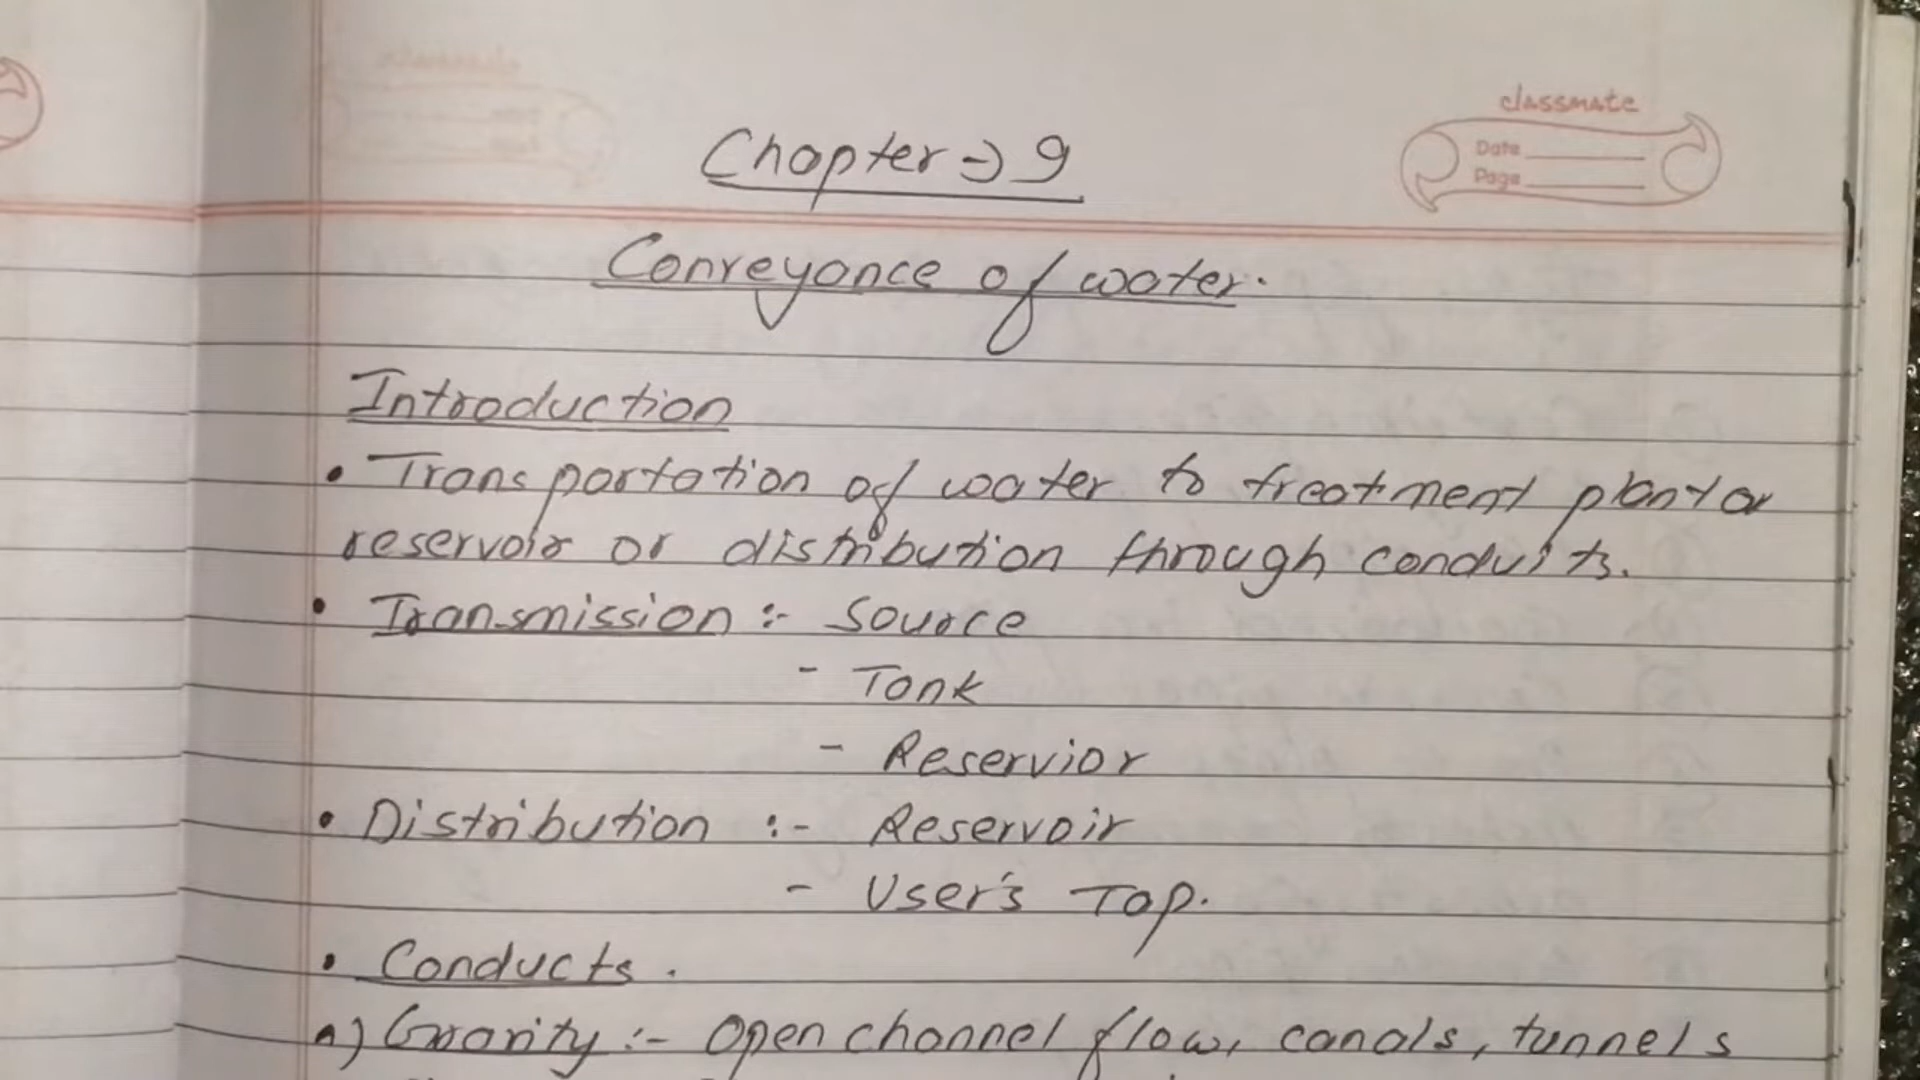 classmate
Date
Page
Chapter => 9
Conveyance of water.
Introduction
• Transportation of water to treatment plant or
reservoir or distribution through conduits.
• Transmission :- Source
- Tank
- Reservior
• Distribution :- Reservoir
- User's Tap.
• Conducts.
a) Gravity :- Open channel flow, canals, tunnels